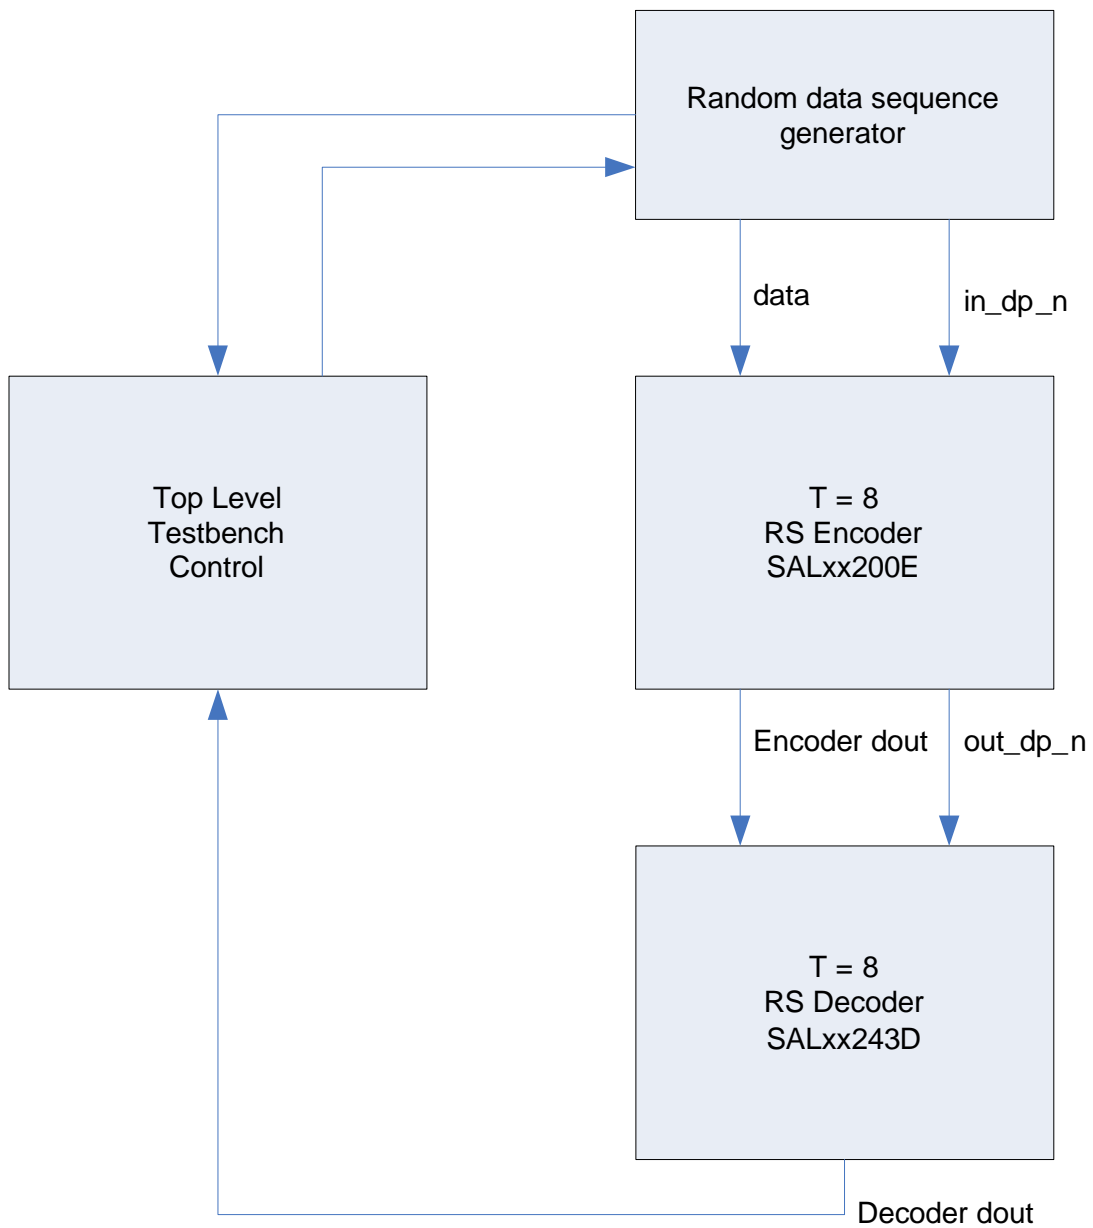 Random data sequence
generator
data
in_dp_n
Top Level
Testbench
Control
T = 8
RS Encoder
SALxx200E
Encoder dout
out_dp_n
T = 8
RS Decoder
SALxx243D
Decoder dout